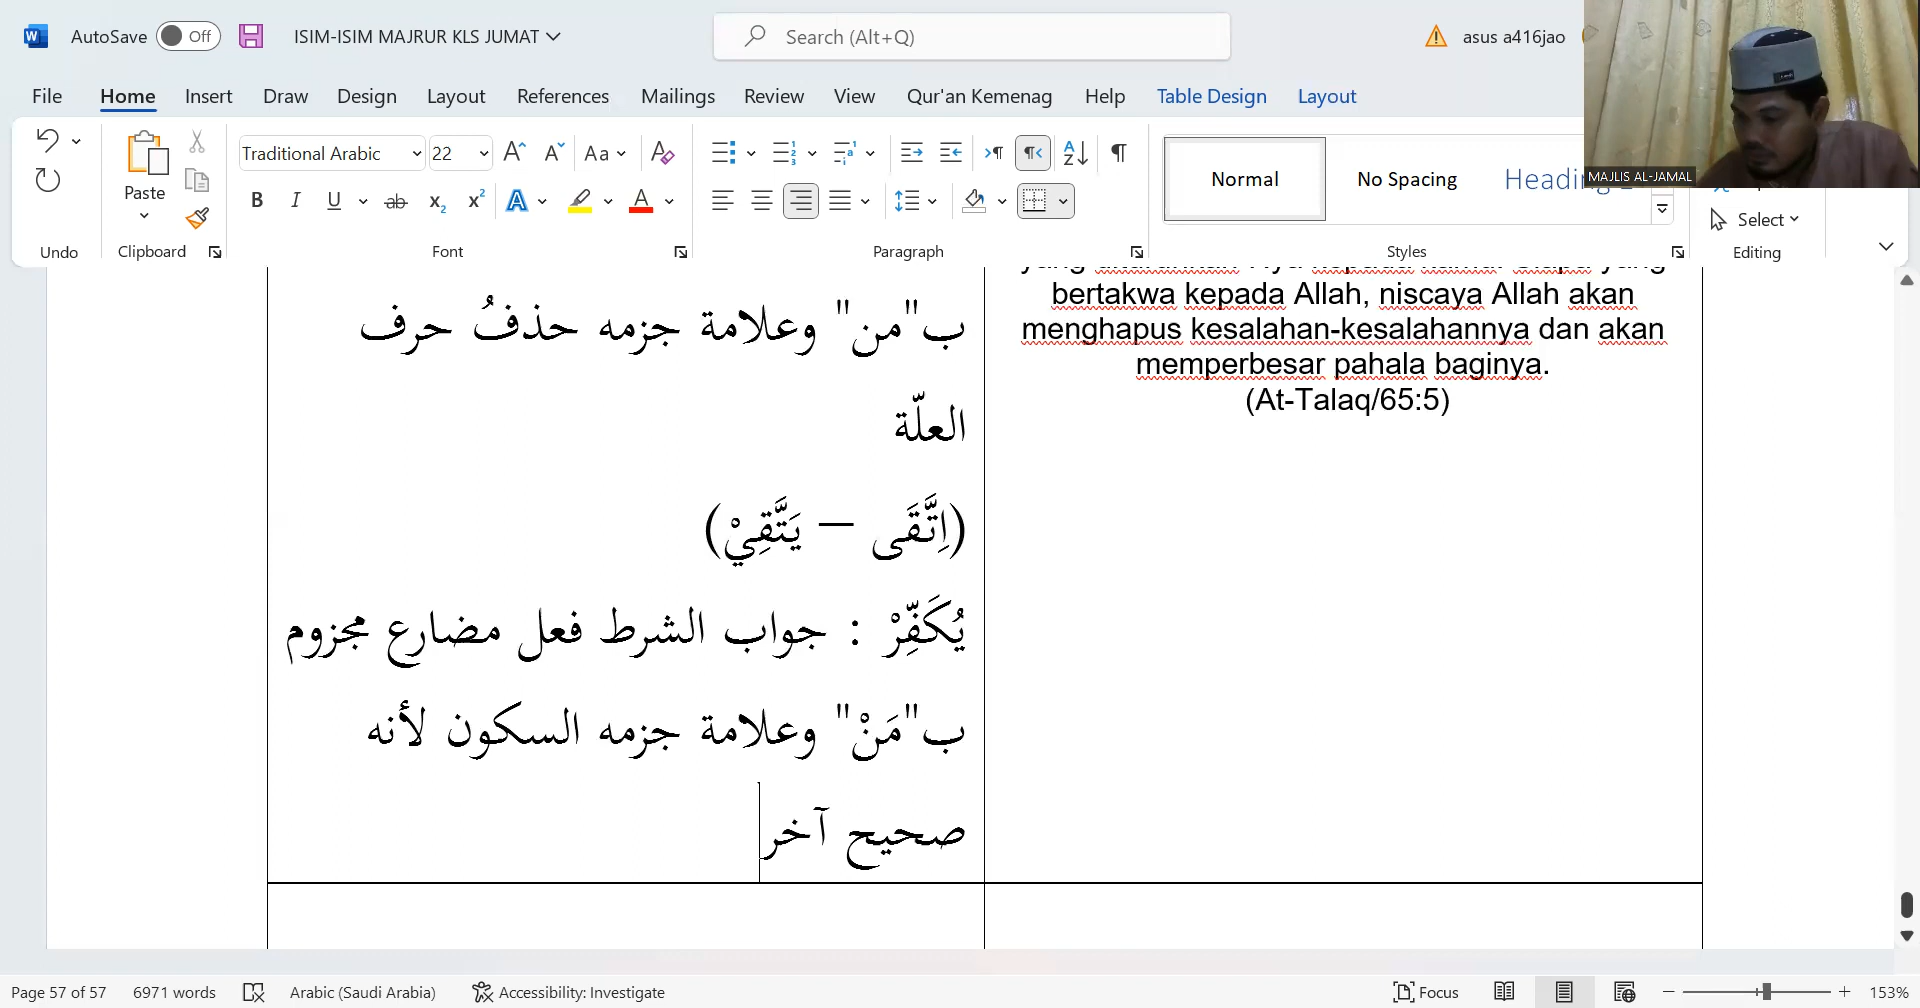 AutoSave Off ISIM-ISIM MAJRUR KLS JUMAT Search (Alt+Q) asus a416jao
File Home Insert Draw Design Layout References Mailings Review View Qur'an Kemenag Help Table Design Layout
MAJLIS AL-JAMAL
Traditional Arabic 22 Aa
Paste
Normal No Spacing Heading
Select
Undo Clipboard Font Paragraph Styles Editing
ب"من" وعلامة جزمه حذفُ حرف
العلّة
(اِتَّقَى – يَتَّقِيْ)
يُكَفِّرْ : جواب الشرط فعل مضارع مجزوم
ب"مَنْ" وعلامة جزمه السكون لأنه
صحيح آخر
bertakwa kepada Allah, niscaya Allah akan
menghapus kesalahan-kesalahannya dan akan
memperbesar pahala baginya.
(At-Talaq/65:5)
Page 57 of 57 6971 words Arabic (Saudi Arabia) Accessibility: Investigate Focus 153%